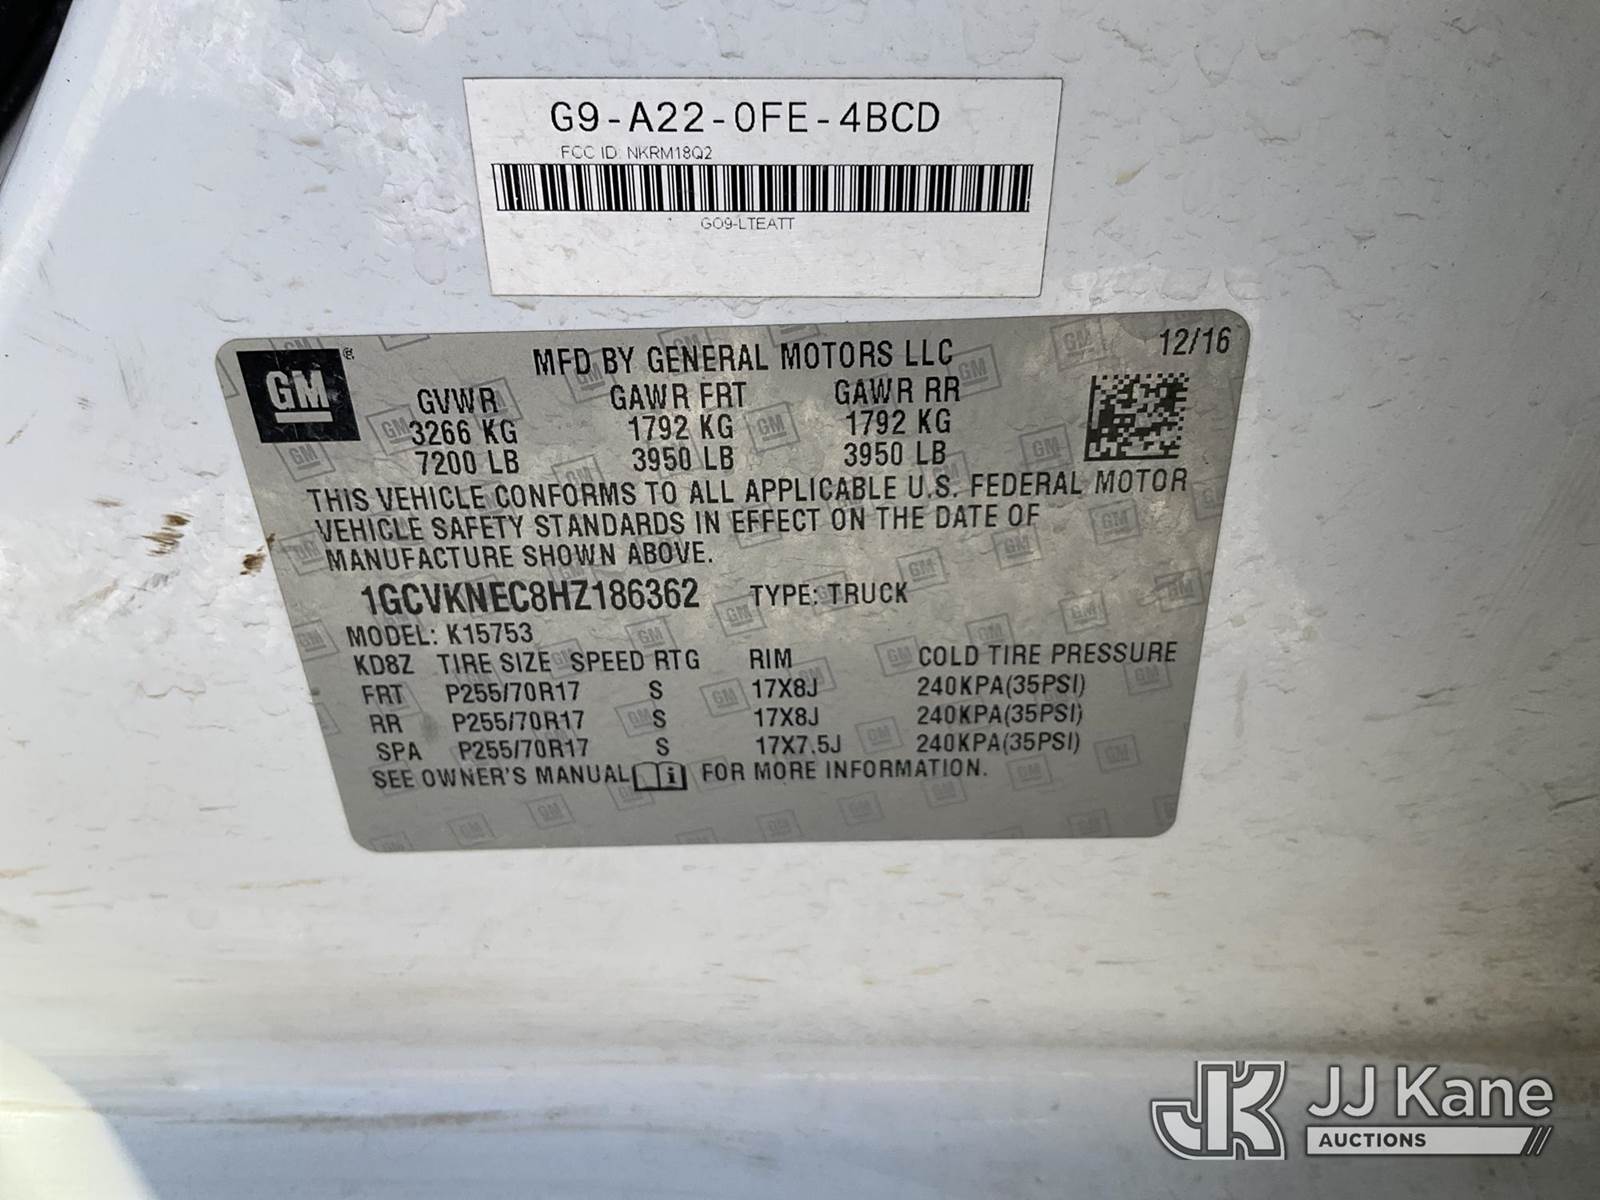 G9-A22-0FE-4BCD
FCC ID: NKRM18Q2
GO9-LTEATT
GM ® MFD BY GENERAL MOTORS LLC 12/16
GVWR GAWR FRT GAWR RR
3266 KG 1792 KG 1792 KG
7200 LB 3950 LB 3950 LB
THIS VEHICLE CONFORMS TO ALL APPLICABLE U.S. FEDERAL MOTOR
VEHICLE SAFETY STANDARDS IN EFFECT ON THE DATE OF
MANUFACTURE SHOWN ABOVE.
1GCVKNEC8HZ186362 TYPE: TRUCK
MODEL: K15753
KD8Z TIRE SIZE SPEED RTG RIM COLD TIRE PRESSURE
FRT P255/70R17 S 17X8J 240KPA(35PSI)
RR P255/70R17 S 17X8J 240KPA(35PSI)
SPA P255/70R17 S 17X7.5J 240KPA(35PSI)
SEE OWNER'S MANUAL FOR MORE INFORMATION.
JK JJ Kane
AUCTIONS